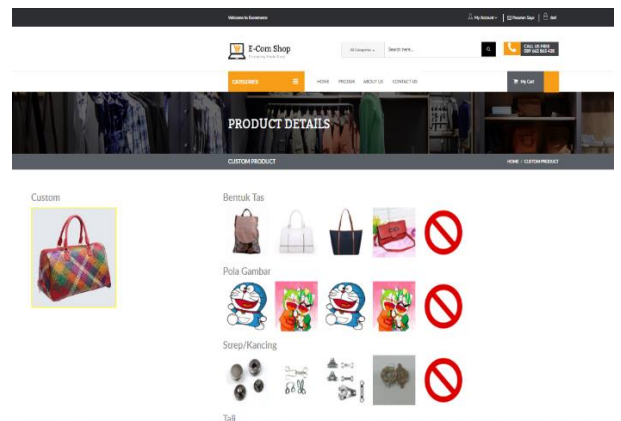 Welcome to Ecommerce
My Account
Pesanan Saya
E-Com Shop
All Categories
Search here...
CALL US FREE
CATEGORIES
HOME
PRODUK
ABOUT US
CONTACT US
My Cart
PRODUCT DETAILS
CUSTOM PRODUCT
HOME / CUSTOM PRODUCT
Custom
Bentuk Tas
Pola Gambar
Strep/Kancing
Tali